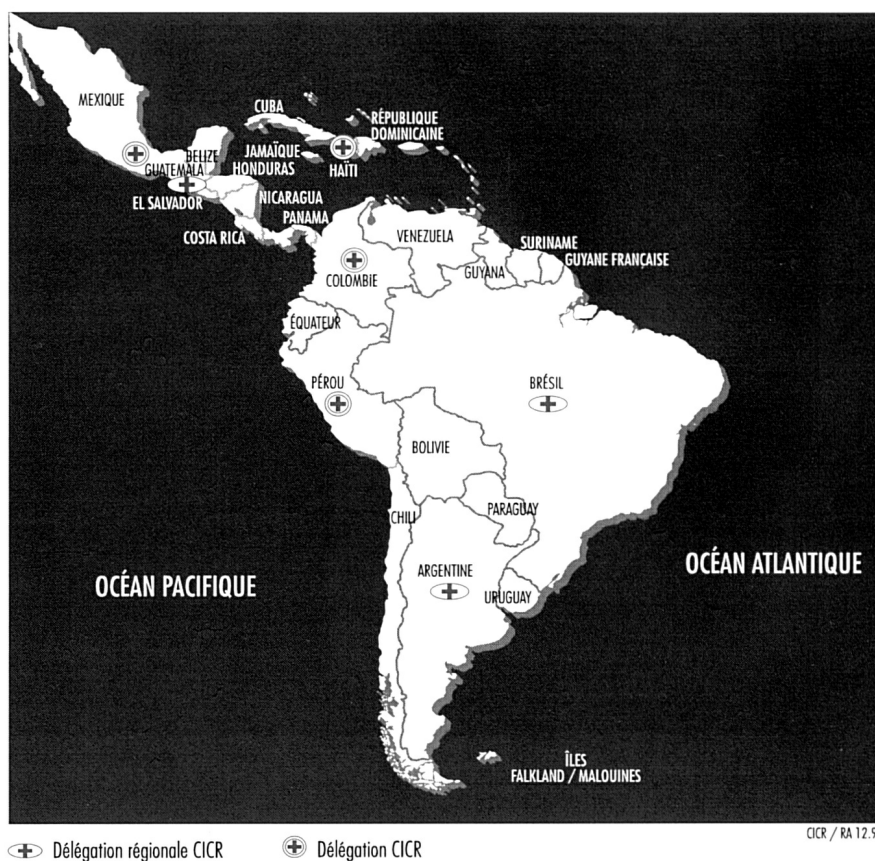 MEXIQUE
CUBA
RÉPUBLIQUE
DOMINICAINE
BELIZE
JAMAÏQUE
GUATEMALA
HONDURAS
HAÏTI
EL SALVADOR
NICARAGUA
PANAMA
COSTA RICA
VENEZUELA
SURINAME
GUYANE FRANÇAISE
GUYANA
COLOMBIE
ÉQUATEUR
PÉROU
BRÉSIL
BOLIVIE
CHILI
PARAGUAY
OCÉAN ATLANTIQUE
ARGENTINE
OCÉAN PACIFIQUE
URUGUAY
ÎLES
FALKLAND / MALOUINES
CICR / RA 12.9
Délégation régionale CICR
Délégation CICR